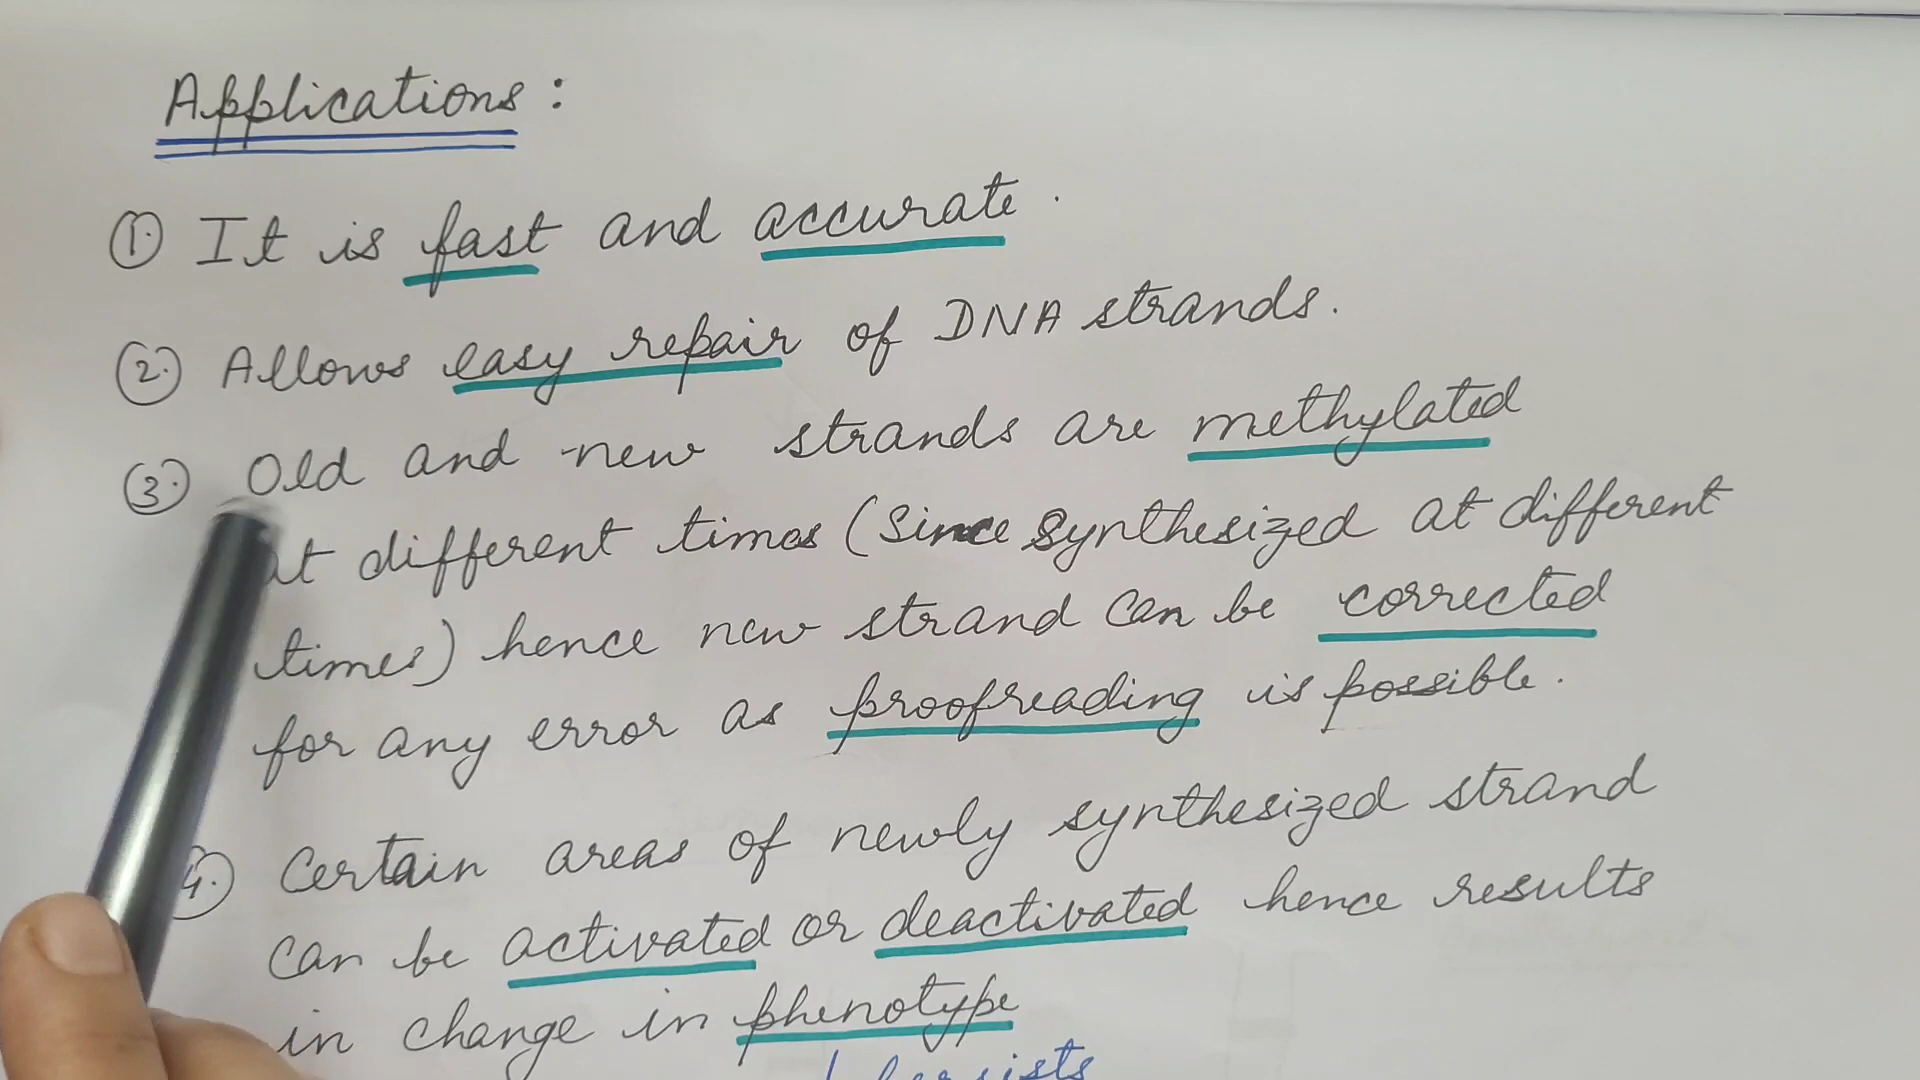 Applications:
1. It is fast and accurate.
2. Allows easy repair of DNA strands.
3. Old and new strands are methylated
at different times (Since synthesized at different
times) hence new strand can be corrected
for any error as proofreading is possible.
4. Certain areas of newly synthesized strand
can be activated or deactivated hence results
in change in phenotype